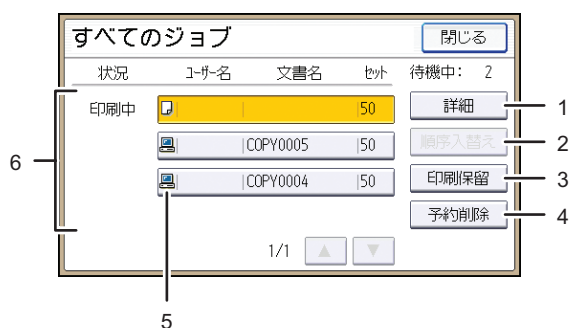 すべてのジョブ 閉じる
状況 ユーザー名 文書名 セット 待機中: 2
印刷中 |50 詳細 1
COPY0005 |50 順序入替え 2
6
COPY0004 |50 印刷保留 3
予約削除 4
1/1 ▲ ▼
5